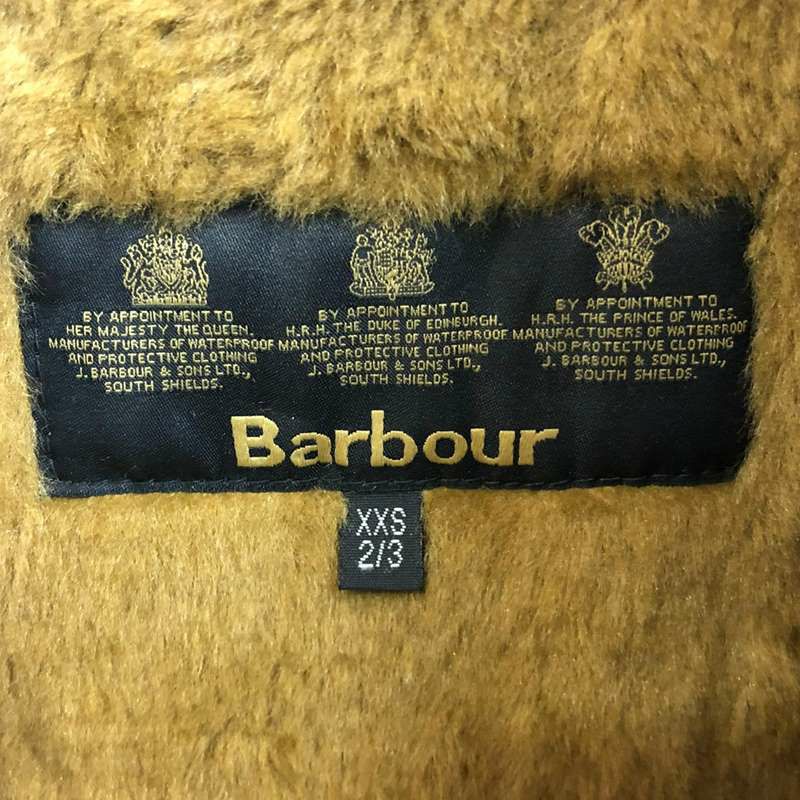 BY APPOINTMENT TO
HER MAJESTY THE QUEEN.
MANUFACTURERS OF WATERPROOF
AND PROTECTIVE CLOTHING
J. BARBOUR & SONS LTD.,
SOUTH SHIELDS.
BY APPOINTMENT TO
H.R.H. THE DUKE OF EDINBURGH.
MANUFACTURERS OF WATERPROOF
AND PROTECTIVE CLOTHING
J. BARBOUR & SONS LTD.,
SOUTH SHIELDS.
BY APPOINTMENT TO
H.R.H. THE PRINCE OF WALES.
MANUFACTURERS OF WATERPROOF
AND PROTECTIVE CLOTHING
J. BARBOUR & SONS LTD.,
SOUTH SHIELDS.
Barbour
XXS
2/3